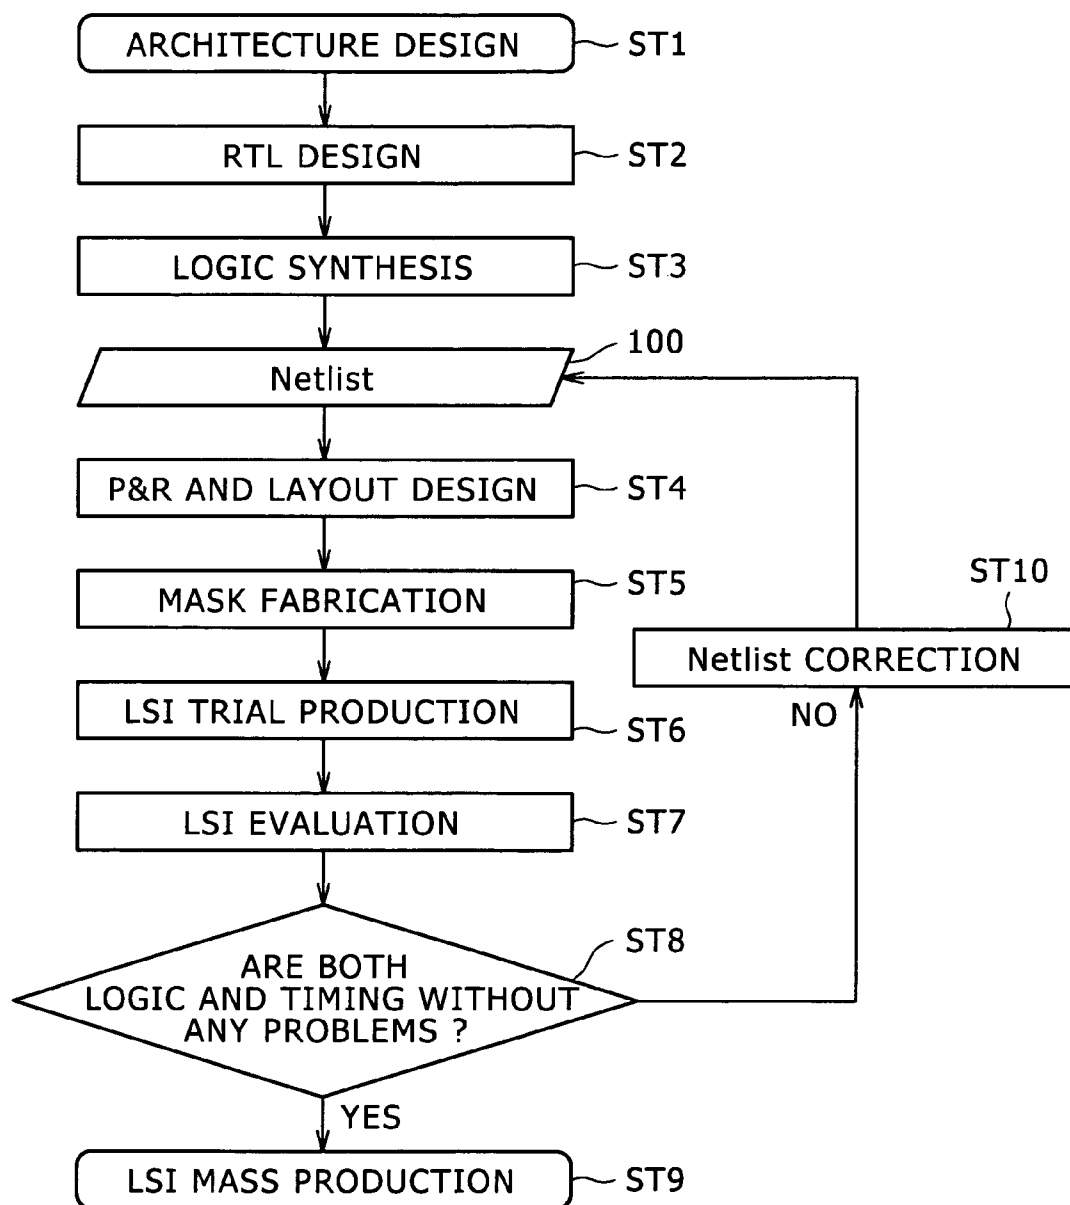 ARCHITECTURE DESIGN ST1
RTL DESIGN ST2
LOGIC SYNTHESIS ST3
Netlist 100
P&R AND LAYOUT DESIGN ST4
MASK FABRICATION ST5
ST10
Netlist CORRECTION
LSI TRIAL PRODUCTION ST6
NO
LSI EVALUATION ST7
ARE BOTH
LOGIC AND TIMING WITHOUT
ANY PROBLEMS ?
ST8
YES
LSI MASS PRODUCTION ST9